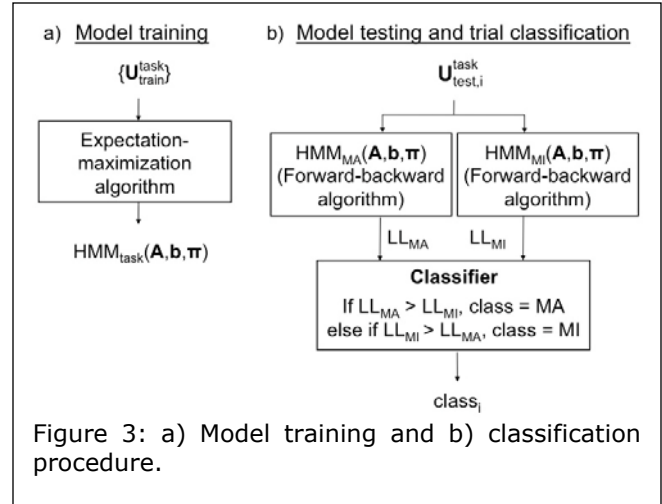 a) Model training
{U^task_train}
Expectation-
maximization
algorithm
HMM_task(A,b,π)
b) Model testing and trial classification
U^task_test,i
HMM_MA(A,b,π)
(Forward-backward
algorithm)
HMM_MI(A,b,π)
(Forward-backward
algorithm)
LL_MA
LL_MI
Classifier
If LL_MA > LL_MI, class = MA
else if LL_MI > LL_MA, class = MI
class_i
Figure 3: a) Model training and b) classification
procedure.